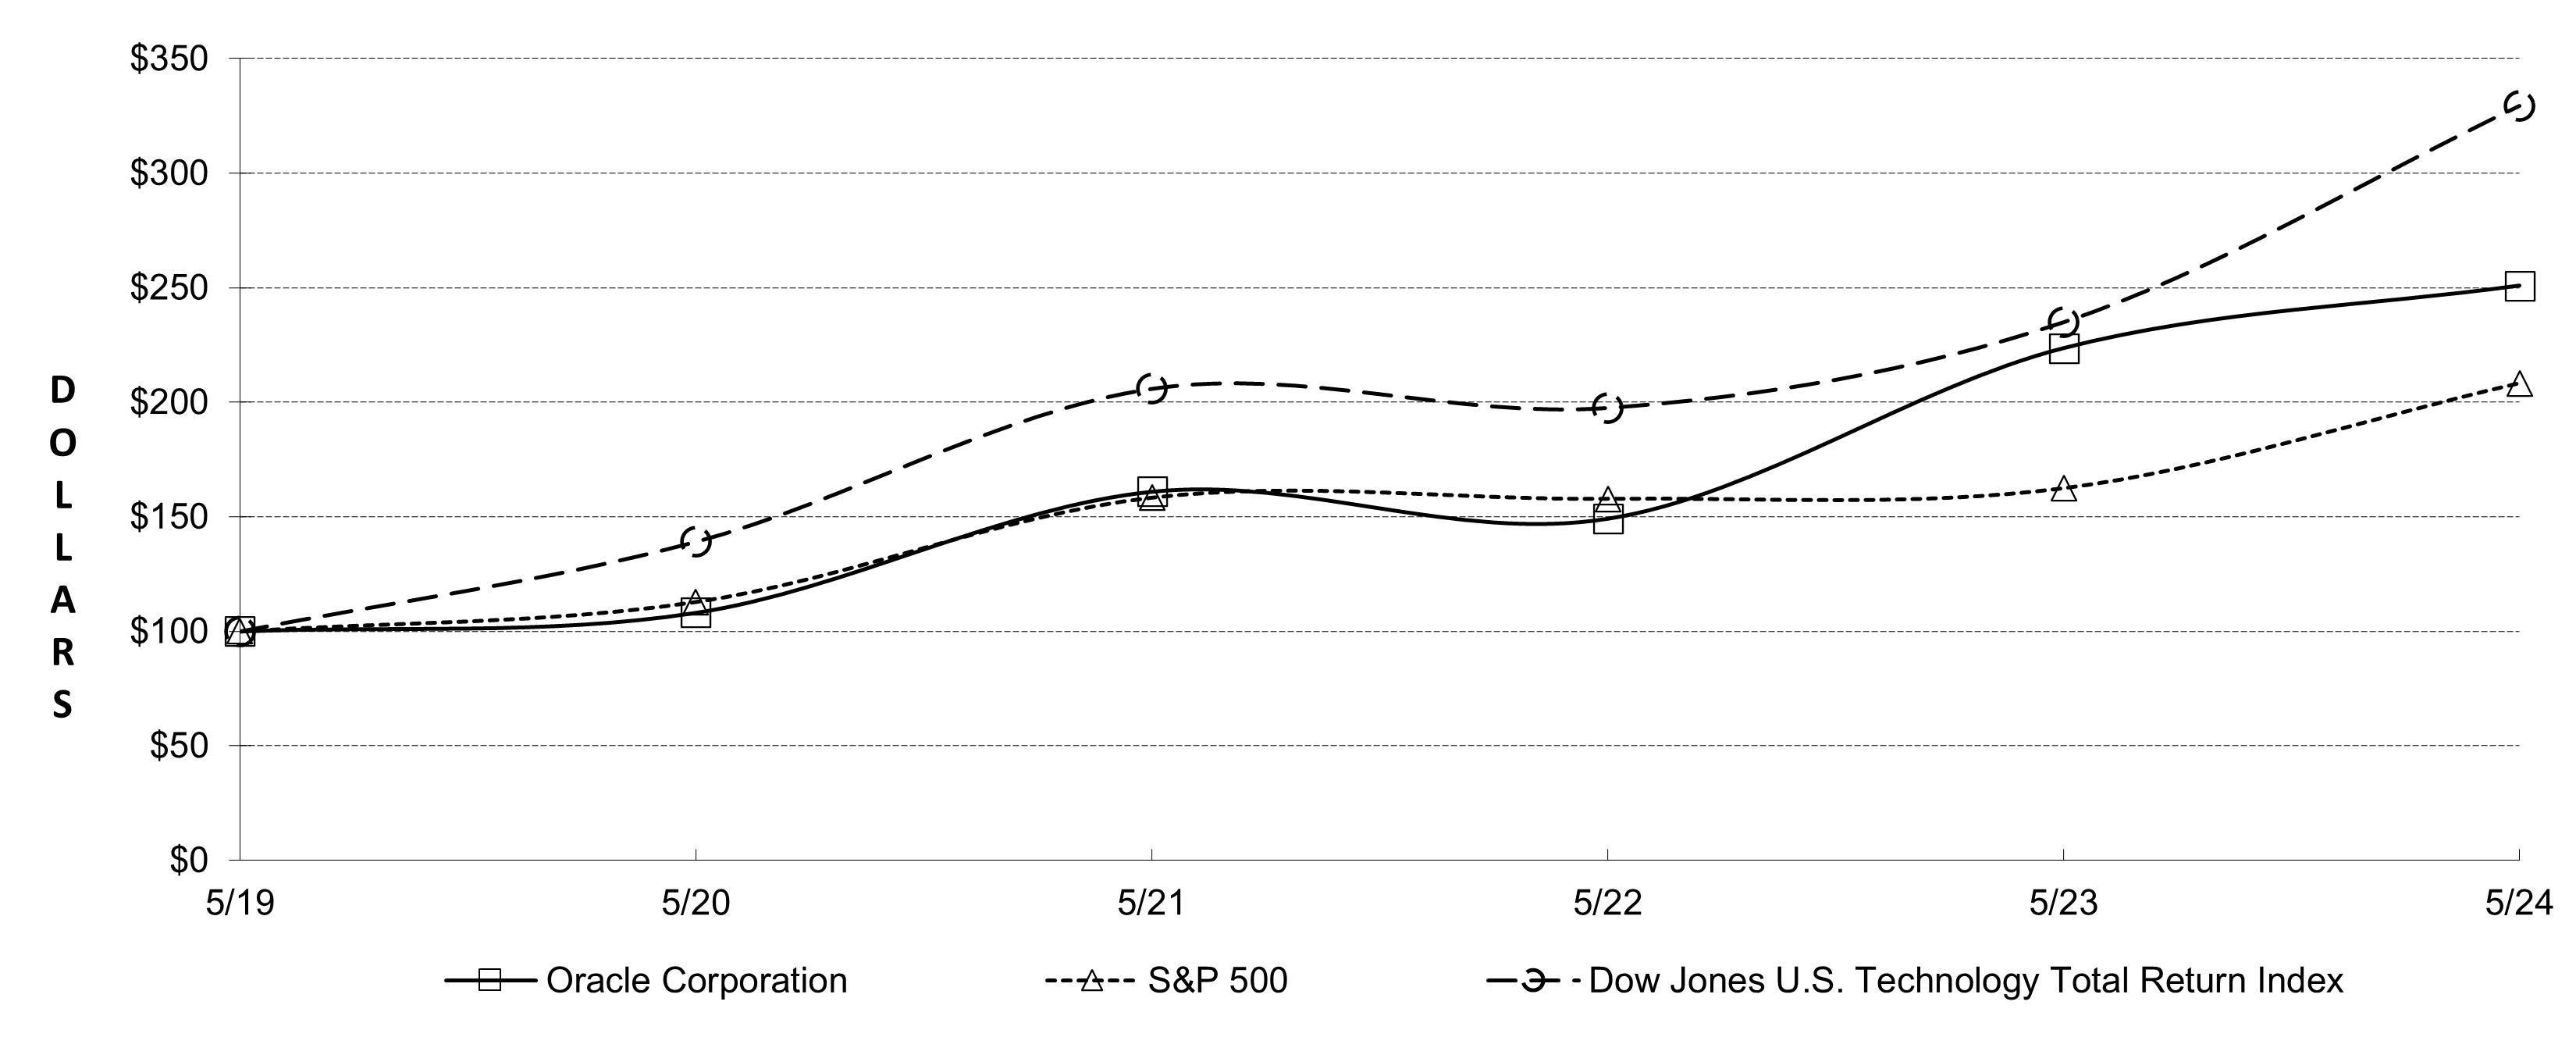 $350
$300
$250
$200
$150
$100
$50
$0
DOLLARS
5/19 5/20 5/21 5/22 5/23 5/24
Oracle Corporation S&P 500 Dow Jones U.S. Technology Total Return Index